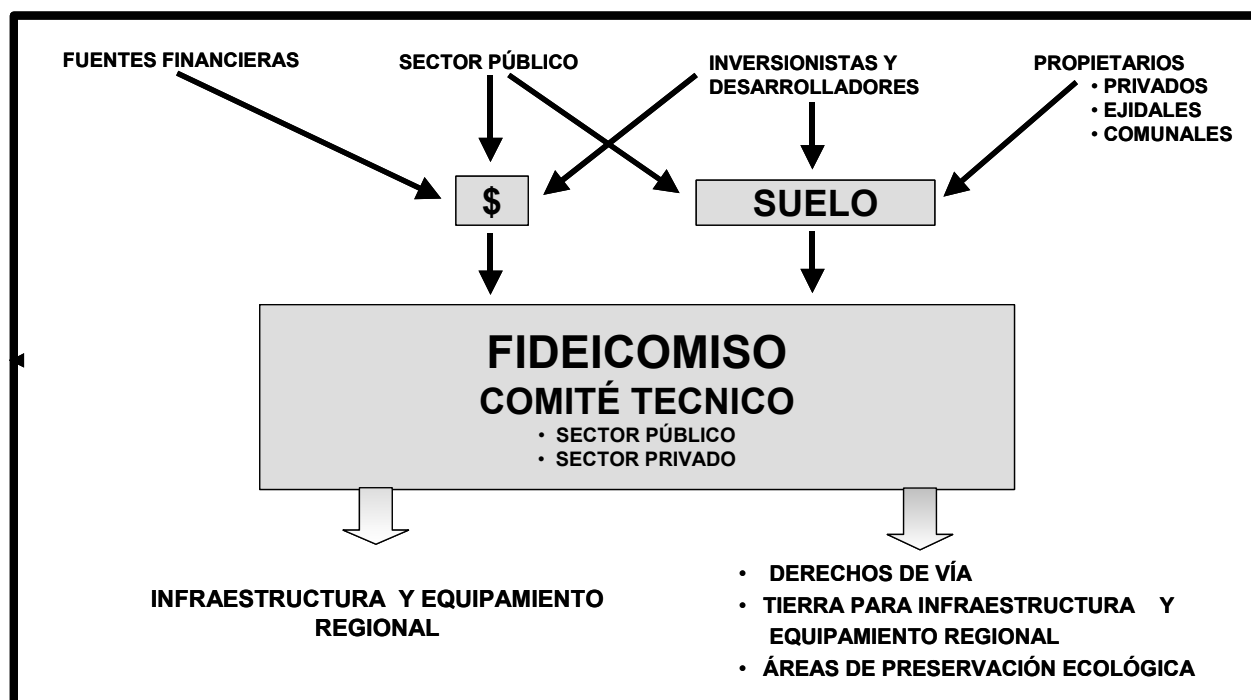 FUENTES FINANCIERAS
SECTOR PÚBLICO
INVERSIONISTAS Y
DESARROLLADORES
PROPIETARIOS
• PRIVADOS
• EJIDALES
• COMUNALES
$
SUELO
FIDEICOMISO
COMITÉ TECNICO
• SECTOR PÚBLICO
• SECTOR PRIVADO
INFRAESTRUCTURA Y EQUIPAMIENTO
REGIONAL
• DERECHOS DE VÍA
• TIERRA PARA INFRAESTRUCTURA Y
EQUIPAMIENTO REGIONAL
• ÁREAS DE PRESERVACIÓN ECOLÓGICA